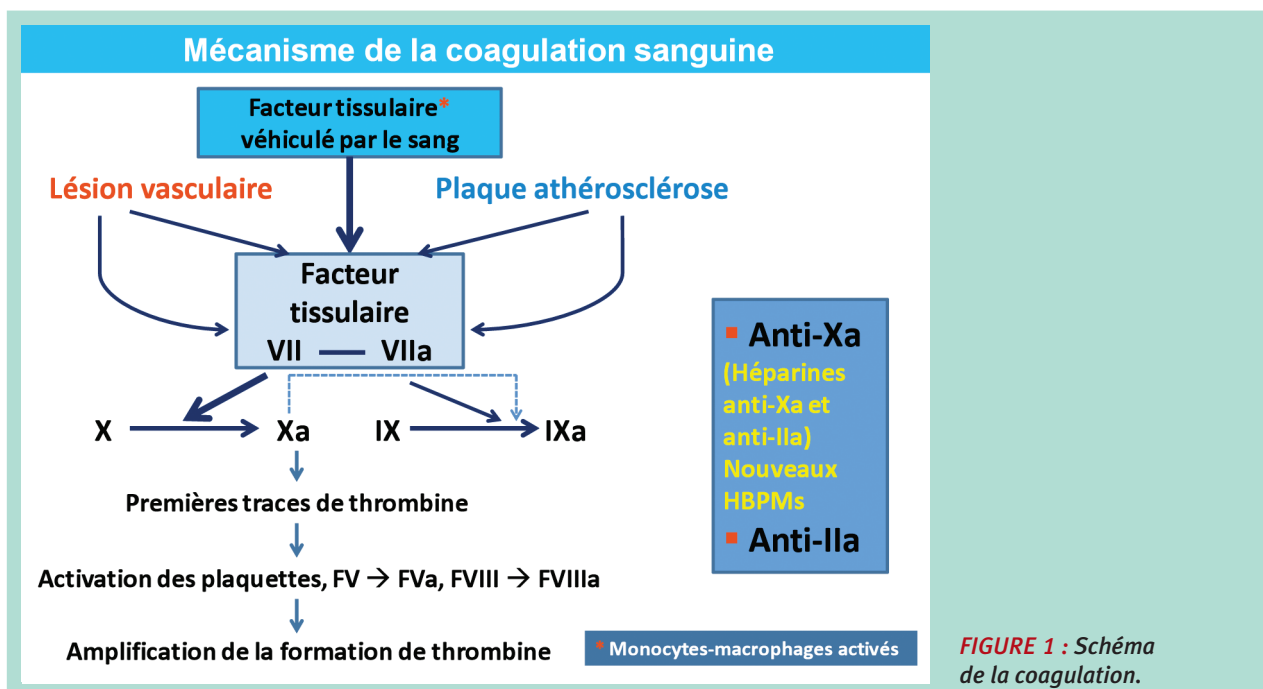 Mécanisme de la coagulation sanguine
Facteur tissulaire*
véhiculé par le sang
Lésion vasculaire
Plaque athérosclérose
Facteur
tissulaire
VII — VIIa
X
Xa
IX
IXa
Premières traces de thrombine
Activation des plaquettes, FV → FVa, FVIII → FVIIIa
Amplification de la formation de thrombine
▪ Anti-Xa
(Héparines
anti-Xa et
anti-IIa)
Nouveaux
HBPMs
▪ Anti-IIa
* Monocytes-macrophages activés
FIGURE 1 : Schéma
de la coagulation.